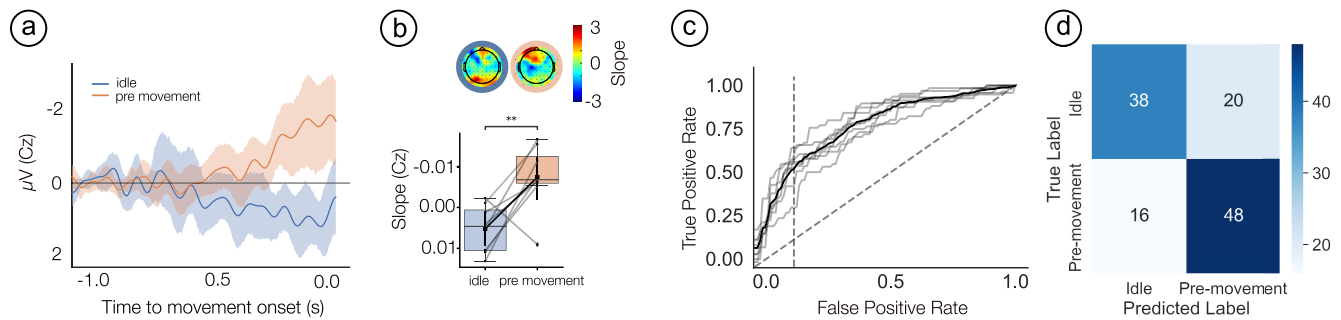 a
idle
pre movement
-2
0
2
μV (Cz)
-1.0
0.5
0.0
Time to movement onset (s)
b
3
0
-3
Slope
**
-0.01
0.00
0.01
Slope (Cz)
idle
pre movement
c
1.00
0.75
0.50
0.25
0.00
True Positive Rate
0.0
0.5
1.0
False Positive Rate
d
True Label
Idle
Pre-movement
38
20
16
48
Idle
Pre-movement
Predicted Label
40
30
20